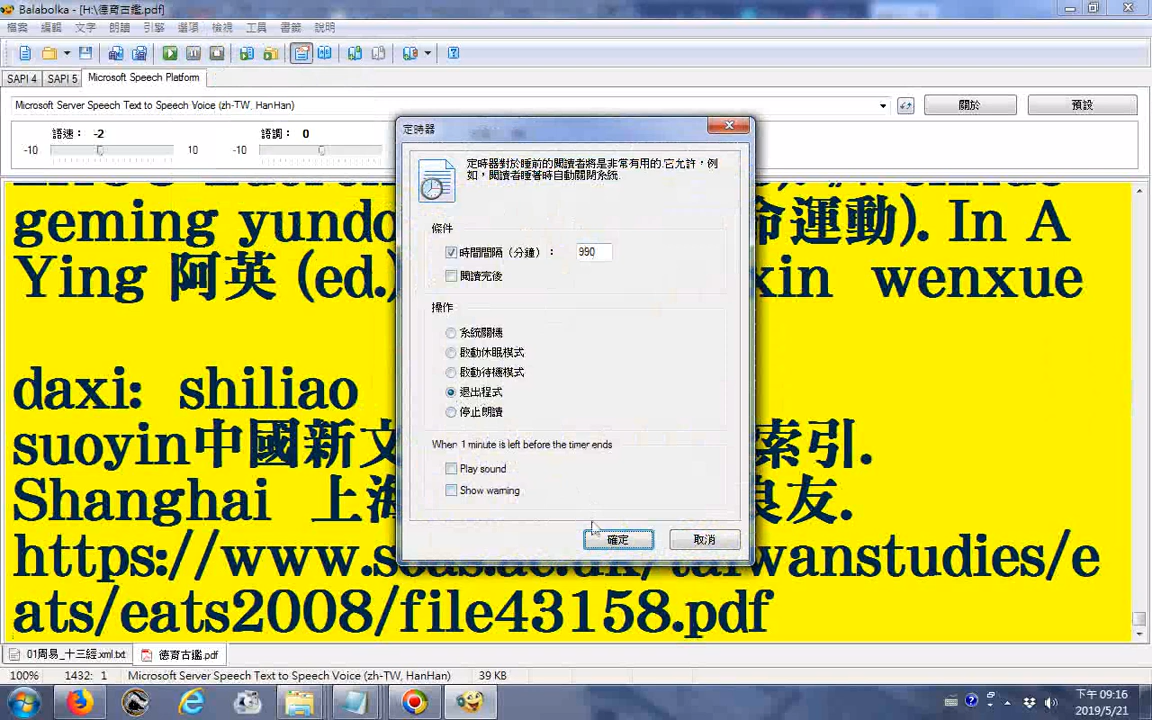 Balabolka - [H:\德育古鑑.pdf]
檔案 編輯 文字 朗讀 引擎 選項 檢視 工具 書籤 說明
SAPI 4 SAPI 5 Microsoft Speech Platform
Microsoft Server Speech Text to Speech Voice (zh-TW, HanHan) 關於 預設
語速： -2 語調： 0
-10 10 -10
定時器
定時器對於睡前的閱讀者將是非常有用的.它允許，例
如，閱讀者睡著時自動關閉系統.
條件
時間間隔（分鐘）： 990
閱讀完後
操作
系統關機
啟動休眠模式
啟動待機模式
退出程式
停止朗讀
When 1 minute is left before the timer ends
Play sound
Show warning
確定 取消
geming yundo 命運動). In A
Ying 阿英 (ed.) xin wenxue
daxi: shiliao
suoyin中國新文 索引.
Shanghai 上海 良友.
https://www.soas.ac.uk/taiwanstudies/e
ats/eats2008/file43158.pdf
01周易_十三經.xml.txt 德育古鑑.pdf
100% 1432: 1 Microsoft Server Speech Text to Speech Voice (zh-TW, HanHan) 39 KB
下午 09:16
2019/5/21